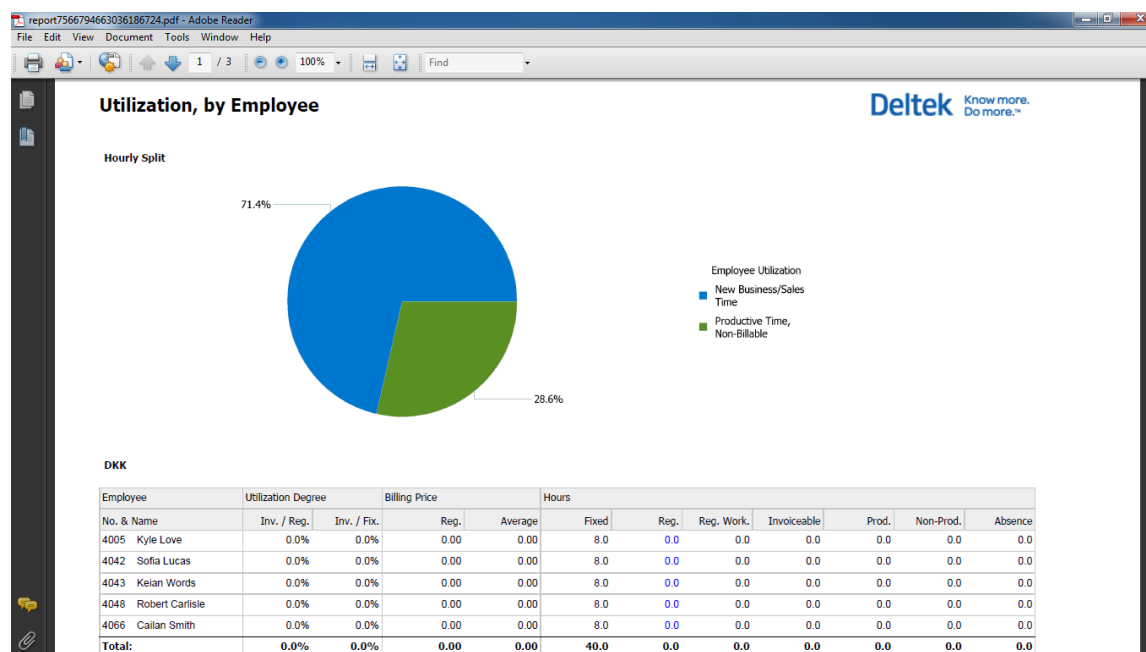 report7566794663036186724.pdf - Adobe Reader
File Edit View Document Tools Window Help
1 / 3 100% Find
Utilization, by Employee
Deltek Know more.
Do more.™
Hourly Split
71.4%
Employee Utilization
New Business/Sales
Time
Productive Time,
Non-Billable
28.6%
DKK
Employee Utilization Degree Billing Price Hours
No. & Name Inv. / Reg. Inv. / Fix. Reg. Average Fixed Reg. Reg. Work. Invoiceable Prod. Non-Prod. Absence
4005 Kyle Love 0.0% 0.0% 0.00 0.00 8.0 0.0 0.0 0.0 0.0 0.0 0.0
4042 Sofia Lucas 0.0% 0.0% 0.00 0.00 8.0 0.0 0.0 0.0 0.0 0.0 0.0
4043 Keian Words 0.0% 0.0% 0.00 0.00 8.0 0.0 0.0 0.0 0.0 0.0 0.0
4048 Robert Carlisle 0.0% 0.0% 0.00 0.00 8.0 0.0 0.0 0.0 0.0 0.0 0.0
4066 Cailan Smith 0.0% 0.0% 0.00 0.00 8.0 0.0 0.0 0.0 0.0 0.0 0.0
Total: 0.0% 0.0% 0.00 0.00 40.0 0.0 0.0 0.0 0.0 0.0 0.0